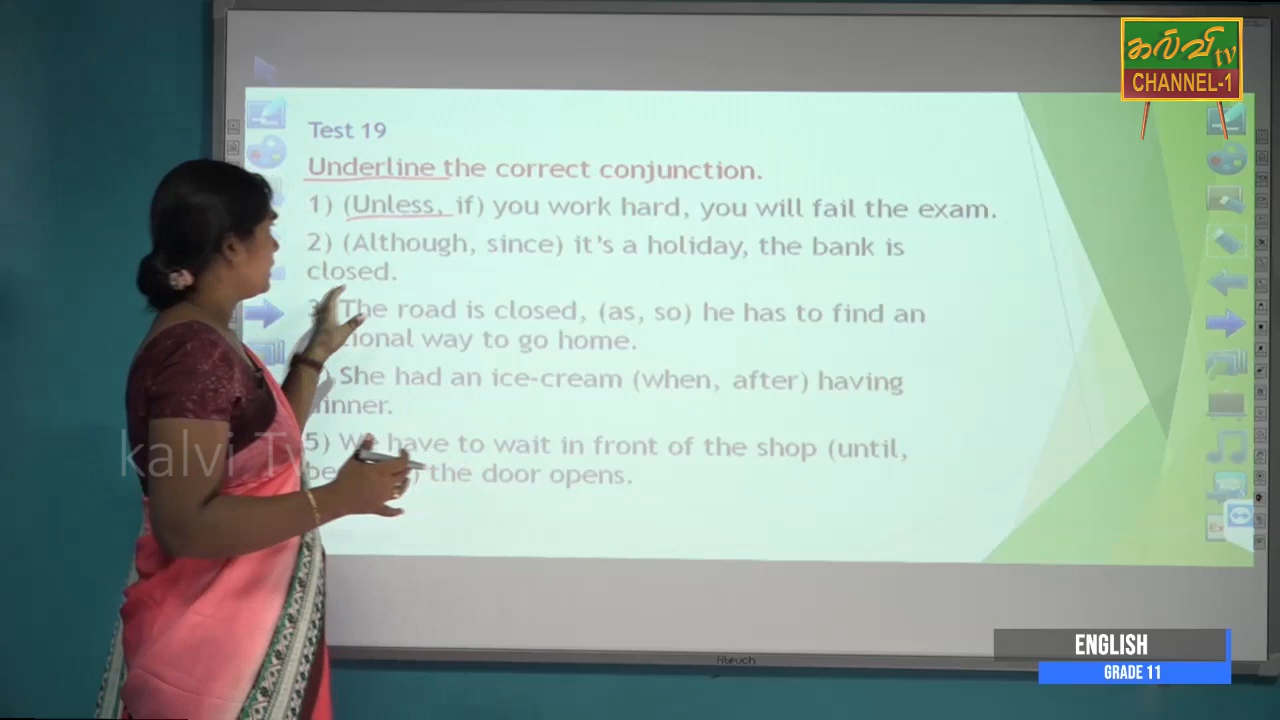 கல்வி tv
CHANNEL-1
Test 19
Underline the correct conjunction.
1) (Unless, if) you work hard, you will fail the exam.
2) (Although, since) it's a holiday, the bank is
closed.
The road is closed, (as, so) he has to find an
way to go home.
She had an ice-cream (when, after) having
5) We have to wait in front of the shop (until,
the door opens.
kalvi Tv
ENGLISH
GRADE 11